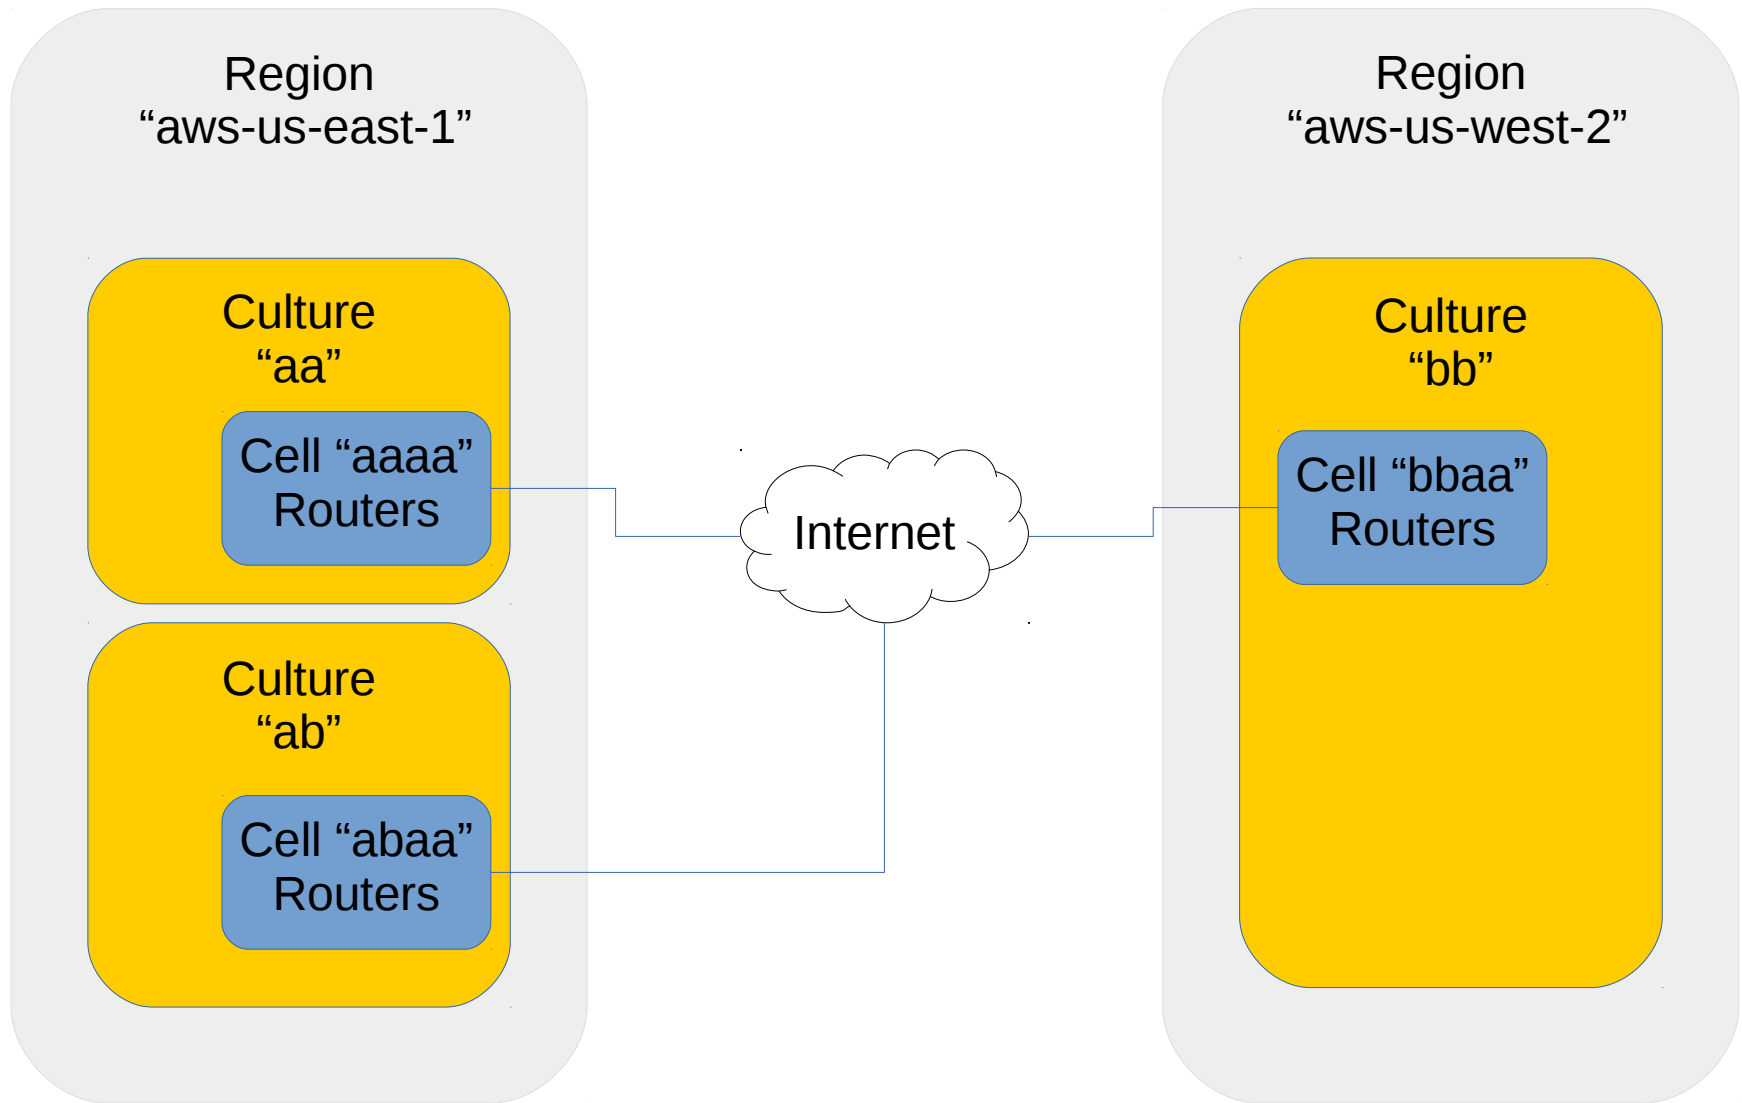 Region
“aws-us-east-1”
Culture
“aa”
Cell “aaaa”
Routers
Culture
“ab”
Cell “abaa”
Routers
Internet
Region
“aws-us-west-2”
Culture
“bb”
Cell “bbaa”
Routers